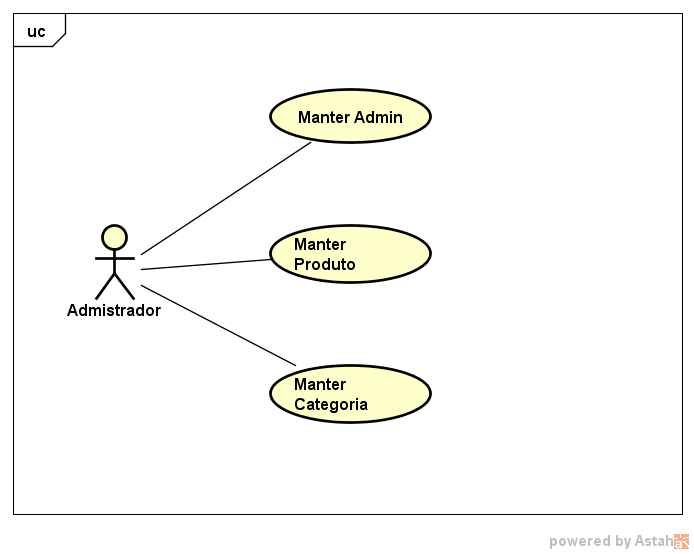 uc
Manter Admin
Manter
Produto
Admistrador
Manter
Categoria
powered by Astah